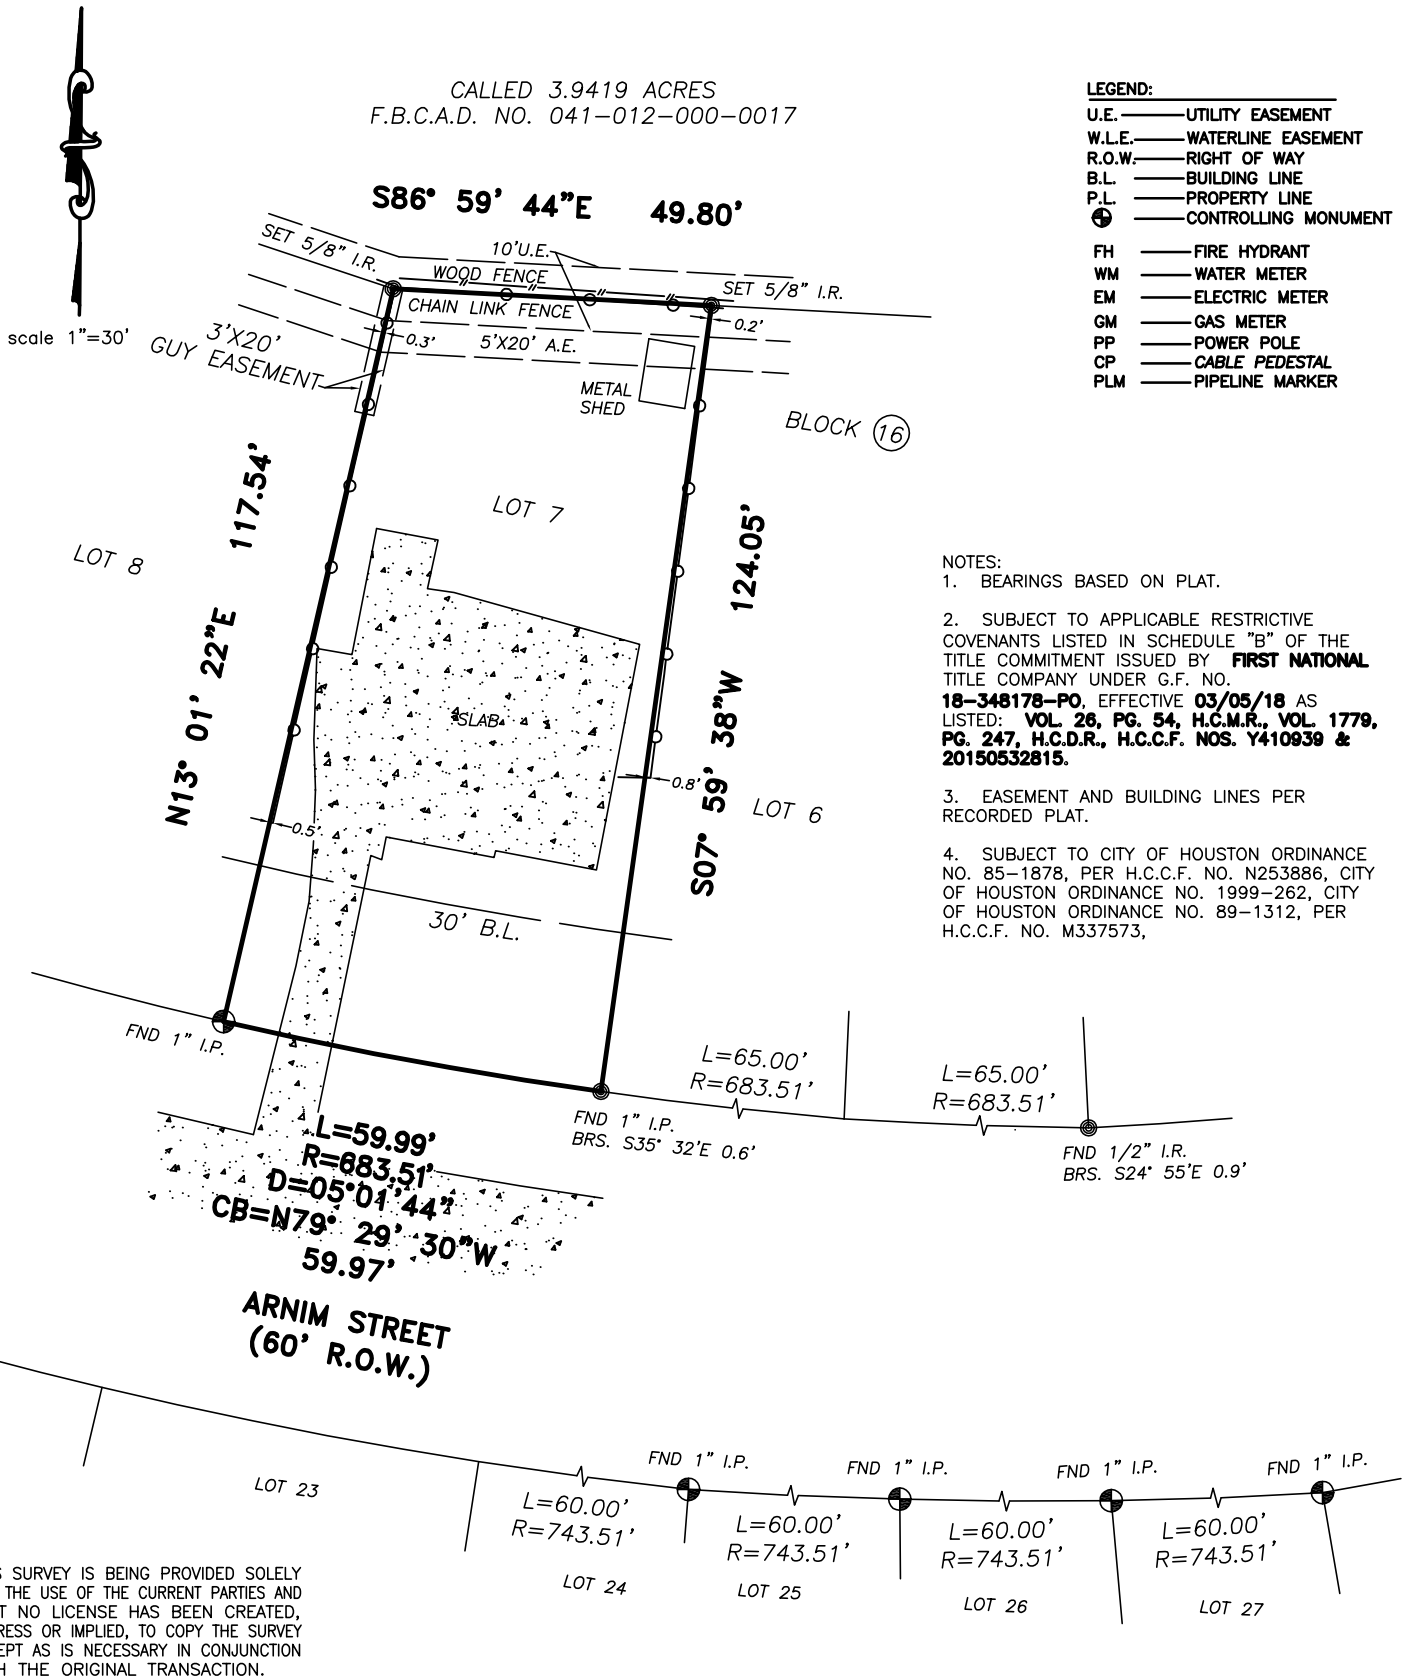 CALLED 3.9419 ACRES
F.B.C.A.D. NO. 041-012-000-0017
S86° 59' 44"E 49.80'
scale 1"=30'
LEGEND:
U.E. UTILITY EASEMENT
W.L.E. WATERLINE EASEMENT
R.O.W. RIGHT OF WAY
B.L. BUILDING LINE
P.L. PROPERTY LINE
CONTROLLING MONUMENT
FH FIRE HYDRANT
WM WATER METER
EM ELECTRIC METER
GM GAS METER
PP POWER POLE
CP CABLE PEDESTAL
PLM PIPELINE MARKER
SET 5/8" I.R.
10'U.E.
WOOD FENCE
SET 5/8" I.R.
CHAIN LINK FENCE
0.2'
3'X20'
GUY EASEMENT
0.3'
5'X20' A.E.
METAL
SHED
BLOCK 16
N13° 01' 22"E 117.54'
LOT 7
LOT 8
S07° 59' 38"W 124.05'
SLAB
0.8'
LOT 6
0.5'
30' B.L.
NOTES:
1. BEARINGS BASED ON PLAT.
2. SUBJECT TO APPLICABLE RESTRICTIVE
COVENANTS LISTED IN SCHEDULE "B" OF THE
TITLE COMMITMENT ISSUED BY FIRST NATIONAL
TITLE COMPANY UNDER G.F. NO.
18-348178-PO, EFFECTIVE 03/05/18 AS
LISTED: VOL. 26, PG. 54, H.C.M.R., VOL. 1779,
PG. 247, H.C.D.R., H.C.C.F. NOS. Y410939 &
20150532815.
3. EASEMENT AND BUILDING LINES PER
RECORDED PLAT.
4. SUBJECT TO CITY OF HOUSTON ORDINANCE
NO. 85-1878, PER H.C.C.F. NO. N253886, CITY
OF HOUSTON ORDINANCE NO. 1999-262, CITY
OF HOUSTON ORDINANCE NO. 89-1312, PER
H.C.C.F. NO. M337573,
FND 1" I.P.
FND 1" I.P.
BRS. S35° 32'E 0.6'
L=65.00'
R=683.51'
L=65.00'
R=683.51'
FND 1/2" I.R.
BRS. S24° 55'E 0.9'
L=59.99'
R=683.51'
D=05°01'44"
CB=N79° 29' 30"W
59.97'
ARNIM STREET
(60' R.O.W.)
LOT 23
FND 1" I.P.
FND 1" I.P.
FND 1" I.P.
FND 1" I.P.
L=60.00'
R=743.51'
L=60.00'
R=743.51'
L=60.00'
R=743.51'
L=60.00'
R=743.51'
LOT 24
LOT 25
LOT 26
LOT 27
S SURVEY IS BEING PROVIDED SOLELY
THE USE OF THE CURRENT PARTIES AND
T NO LICENSE HAS BEEN CREATED,
RESS OR IMPLIED, TO COPY THE SURVEY
EPT AS IS NECESSARY IN CONJUNCTION
H THE ORIGINAL TRANSACTION.